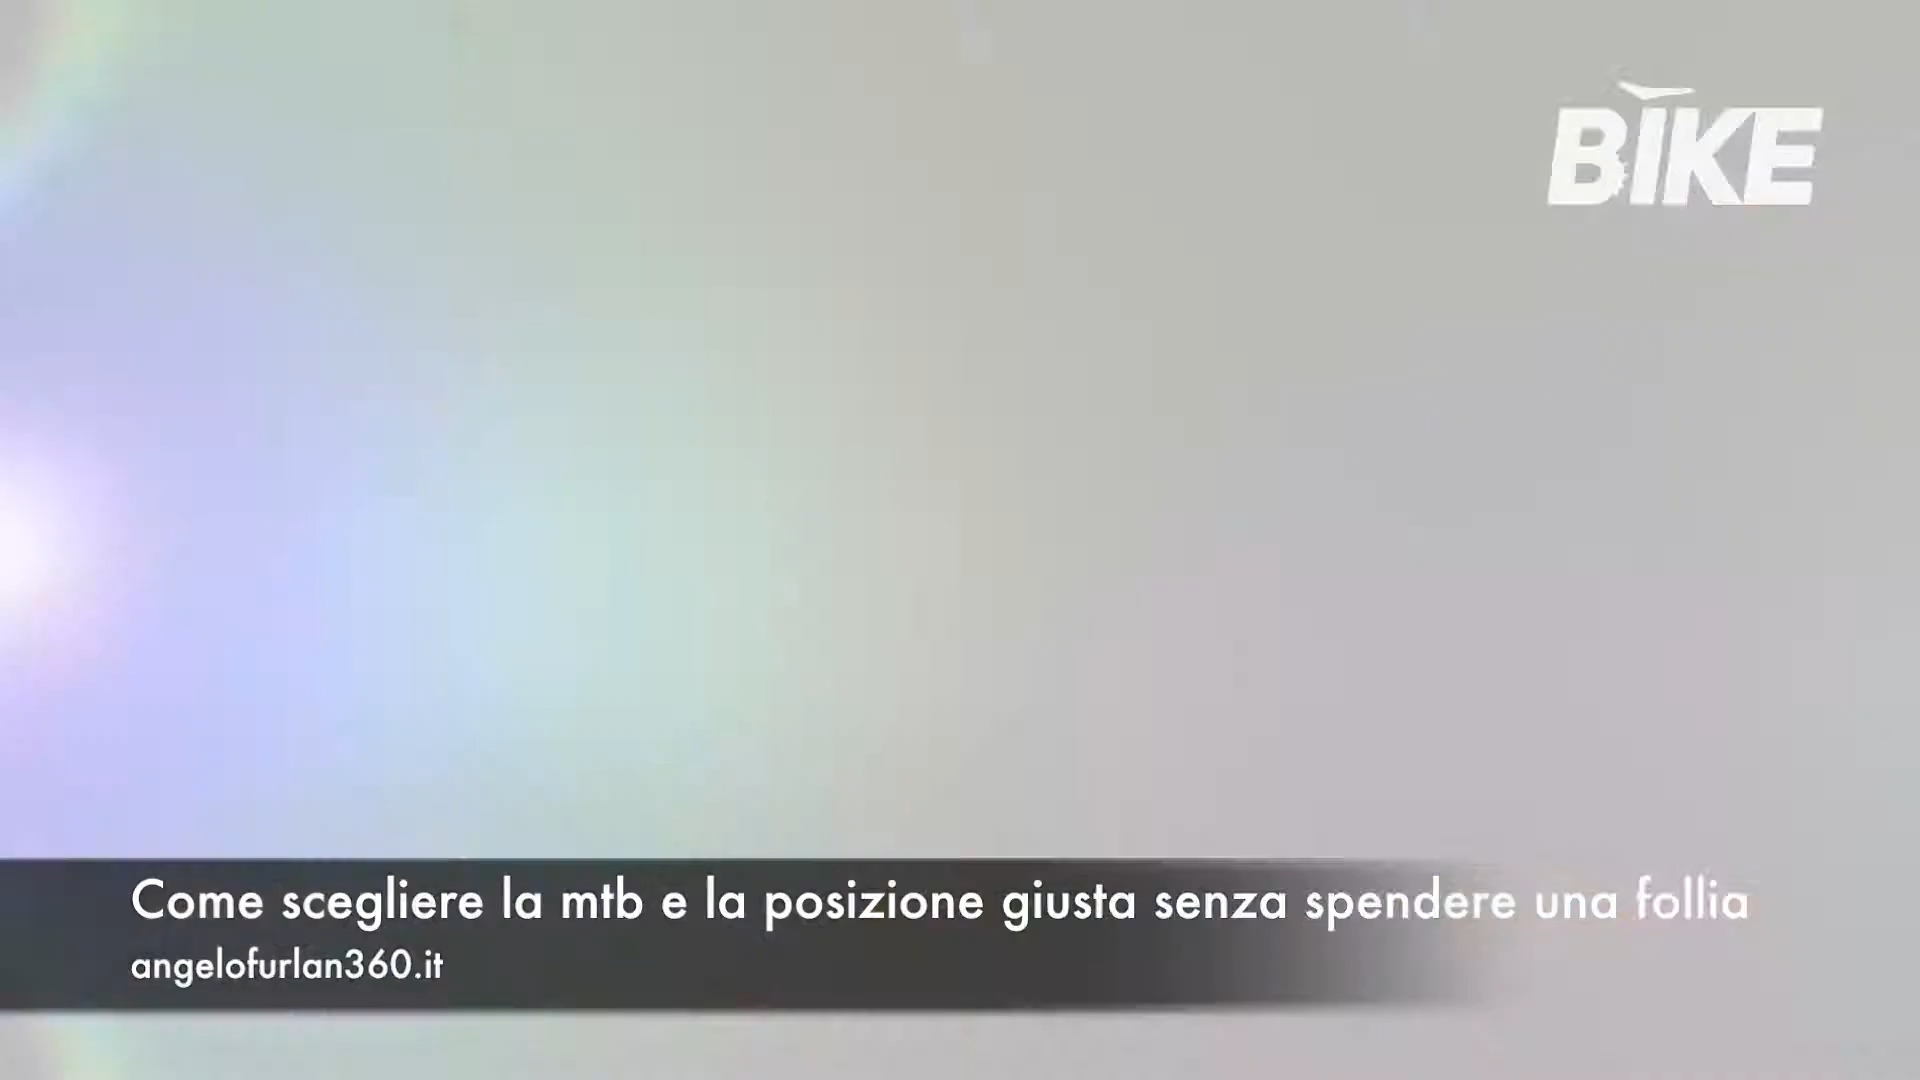 BIKE
Come scegliere la mtb e la posizione giusta senza spendere una follia
angelofurlan360.it